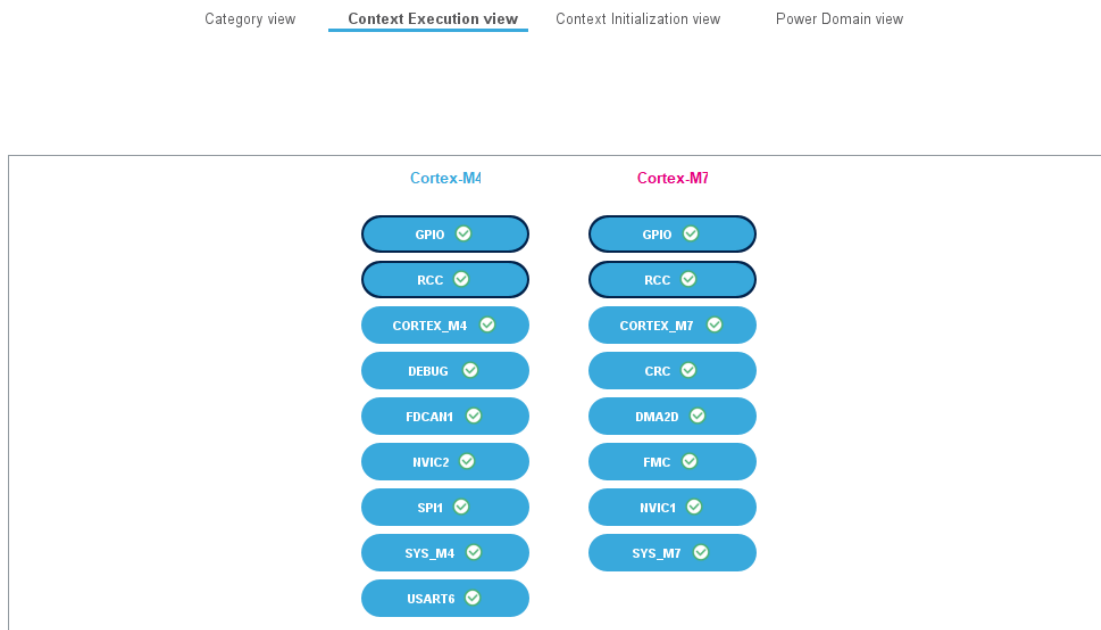 Category view Context Execution view Context Initialization view Power Domain view
Cortex-M4 Cortex-M7
GPIO GPIO
RCC RCC
CORTEX_M4 CORTEX_M7
DEBUG CRC
FDCAN1 DMA2D
NVIC2 FMC
SPI1 NVIC1
SYS_M4 SYS_M7
USART6